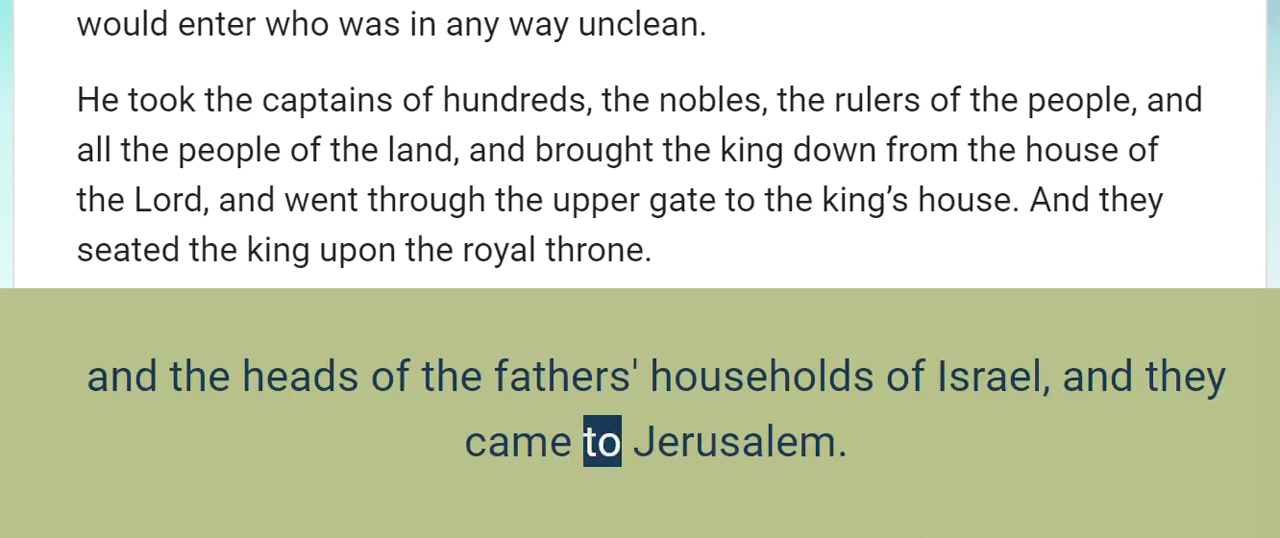 would enter who was in any way unclean.
He took the captains of hundreds, the nobles, the rulers of the people, and
all the people of the land, and brought the king down from the house of
the Lord, and went through the upper gate to the king’s house. And they
seated the king upon the royal throne.
and the heads of the fathers' households of Israel, and they
came to Jerusalem.